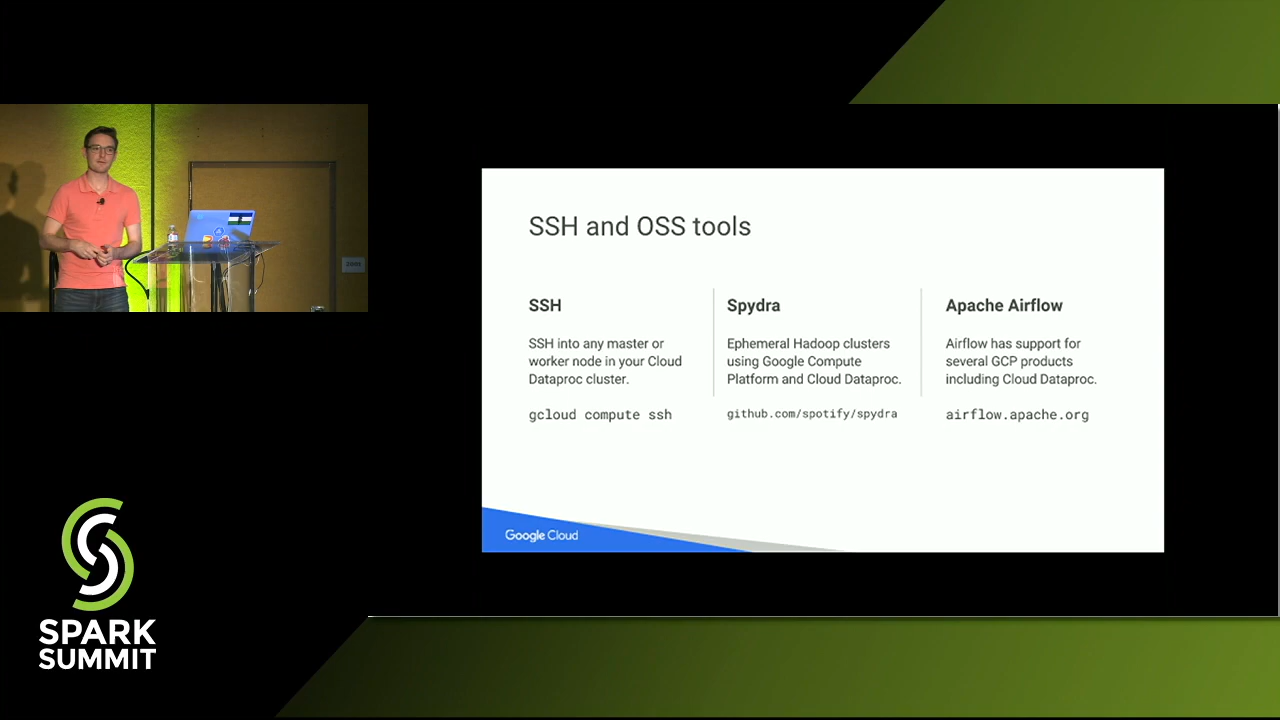 SSH and OSS tools
SSH
SSH into any master or
worker node in your Cloud
Dataproc cluster.
gcloud compute ssh
Spydra
Ephemeral Hadoop clusters
using Google Compute
Platform and Cloud Dataproc.
github.com/spotify/spydra
Apache Airflow
Airflow has support for
several GCP products
including Cloud Dataproc.
airflow.apache.org
Google Cloud
SPARK
SUMMIT